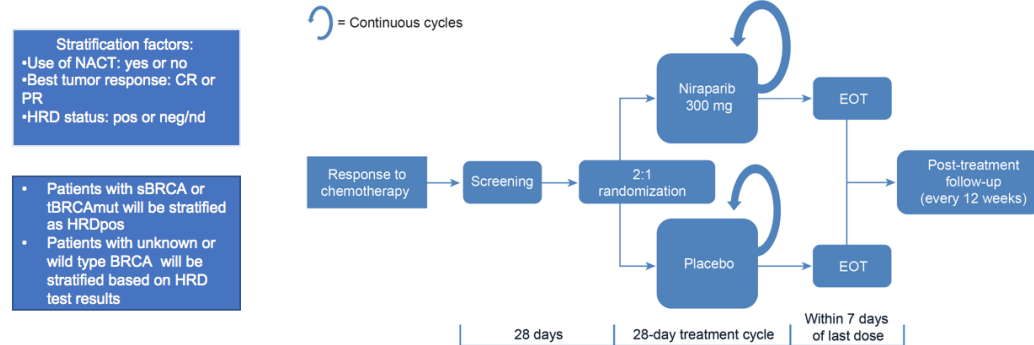 Stratification factors:
•Use of NACT: yes or no
•Best tumor response: CR or
PR
•HRD status: pos or neg/nd
• Patients with sBRCA or
tBRCAmut will be stratified
as HRDpos
• Patients with unknown or
wild type BRCA will be
stratified based on HRD
test results
= Continuous cycles
Response to
chemotherapy
Screening
2:1
randomization
Niraparib
300 mg
Placebo
EOT
EOT
Post-treatment
follow-up
(every 12 weeks)
28 days
28-day treatment cycle
Within 7 days
of last dose